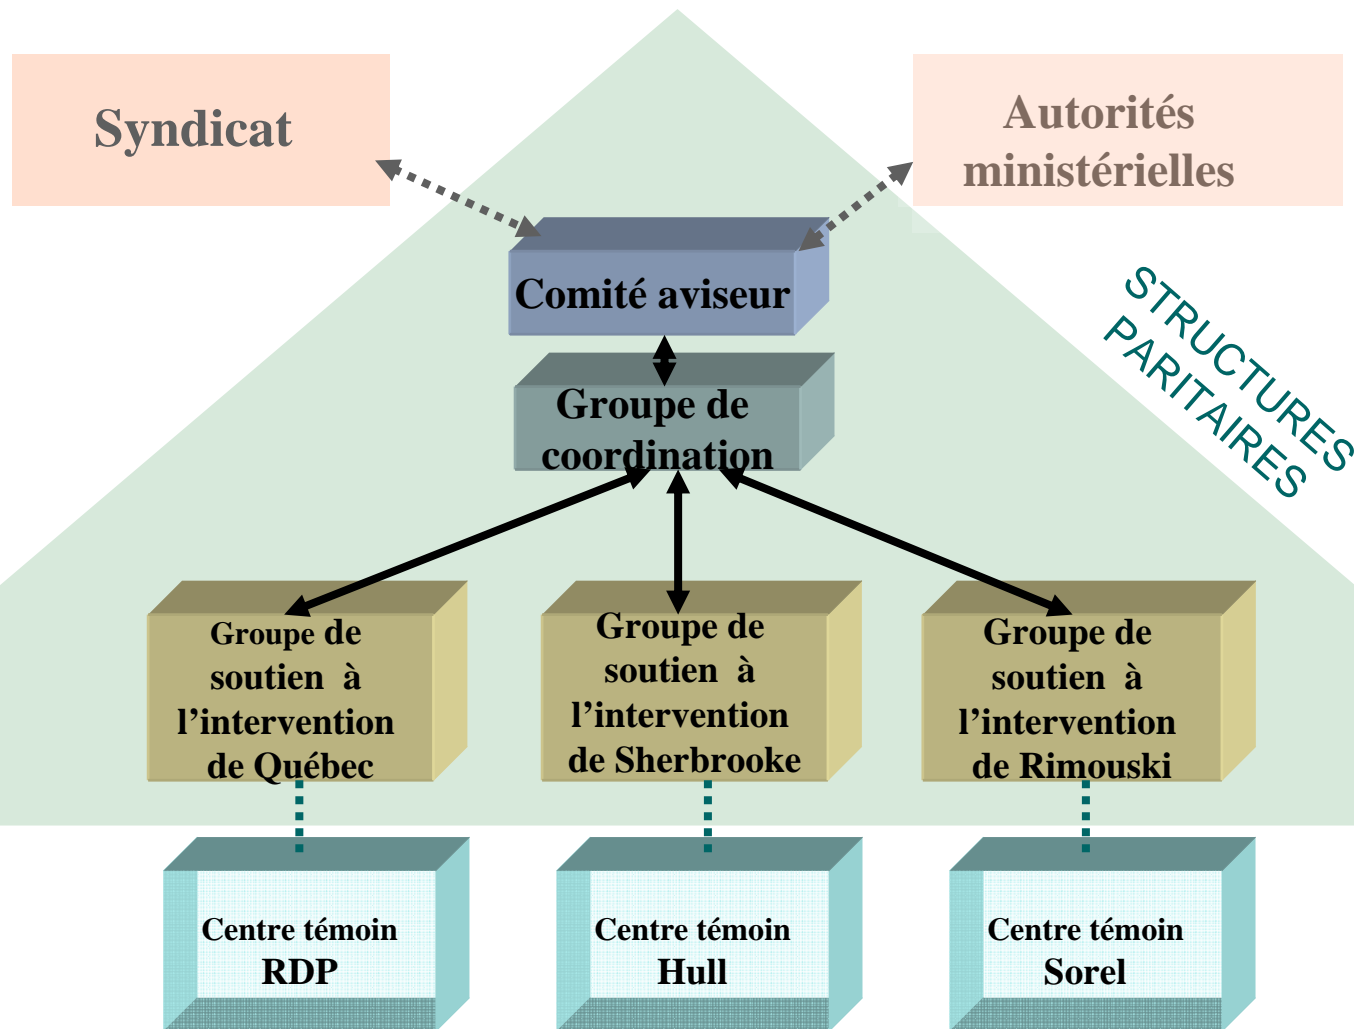 Syndicat
Autorités
ministérielles
STRUCTURES
PARITAIRES
Comité aviseur
Groupe de
coordination
Groupe de
soutien à
l’intervention
de Québec
Groupe de
soutien à
l’intervention
de Sherbrooke
Groupe de
soutien à
l’intervention
de Rimouski
Centre témoin
RDP
Centre témoin
Hull
Centre témoin
Sorel